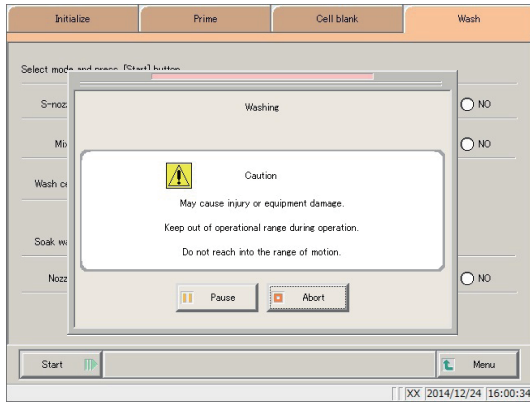 Initialize
Prime
Cell blank
Wash
Select mode and press [Start] button
S-noz
NO
Washing
Mix
NO
Wash ce
Caution
May cause injury or equipment damage.
Keep out of operational range during operation.
Do not reach into the range of motion.
Soak wa
Nozz
NO
Pause
Abort
Start
Menu
XX 2014/12/24 16:00:34